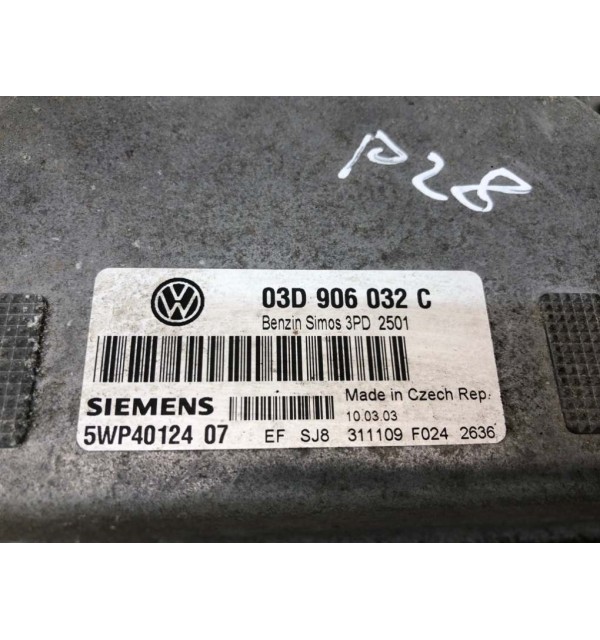 P28
VW
03D 906 032 C
Benzin Simos 3PD 2501
SIEMENS
Made in Czech Rep.
10.03.03
5WP40124 07 EF SJ8 311109 F024 2636